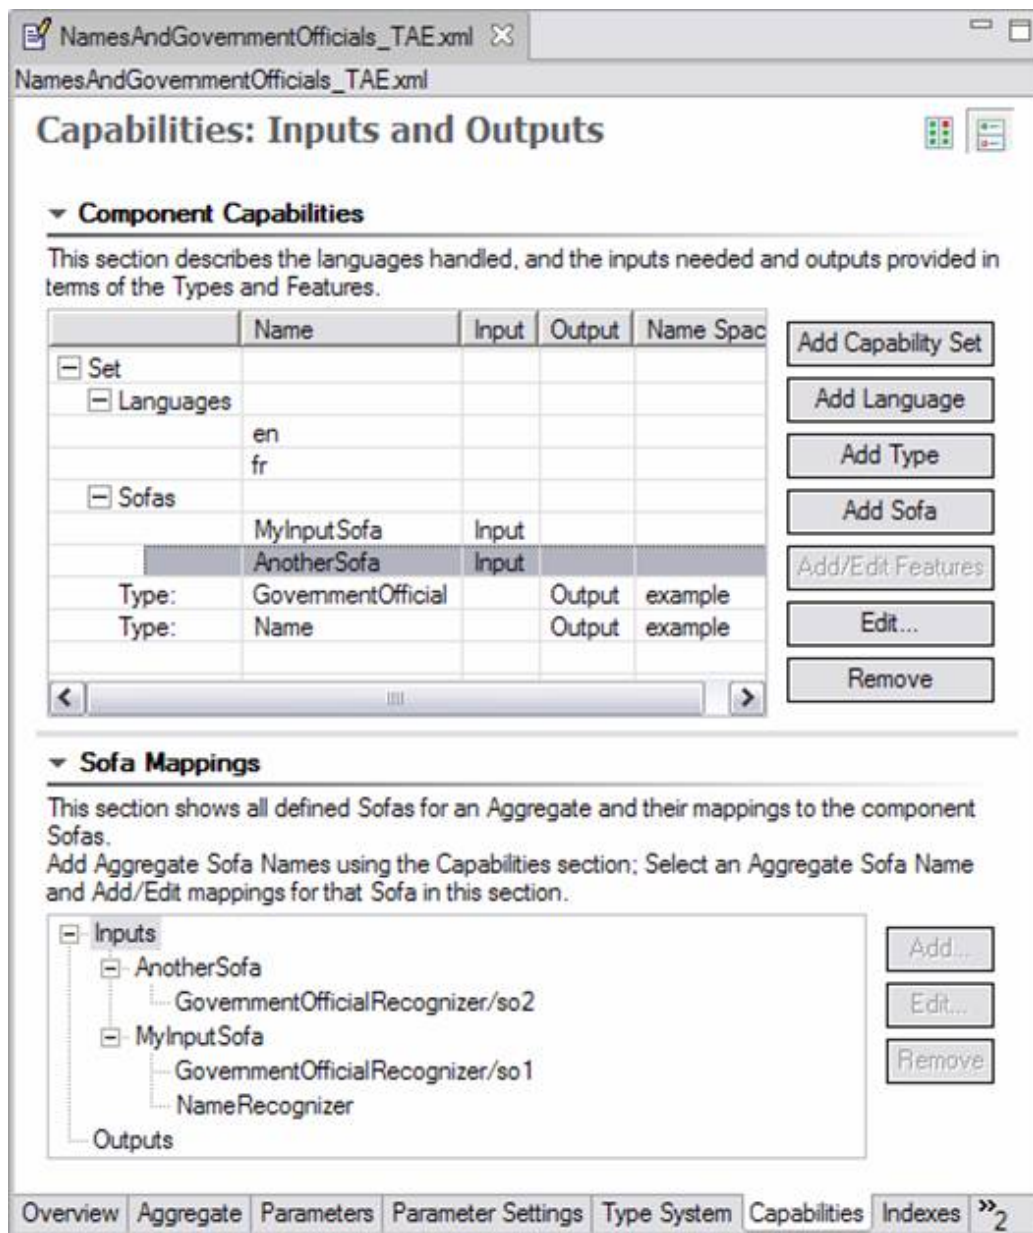 NamesAndGovernmentOfficials_TAE.xml
NamesAndGovernmentOfficials_TAE.xml
Capabilities: Inputs and Outputs
Component Capabilities
This section describes the languages handled, and the inputs needed and outputs provided in
terms of the Types and Features.
Name Input Output Name Spac
Set
Languages
en
fr
Sofas
MyInputSofa Input
AnotherSofa Input
Type: GovernmentOfficial Output example
Type: Name Output example
Add Capability Set
Add Language
Add Type
Add Sofa
Add/Edit Features
Edit...
Remove
Sofa Mappings
This section shows all defined Sofas for an Aggregate and their mappings to the component
Sofas.
Add Aggregate Sofa Names using the Capabilities section; Select an Aggregate Sofa Name
and Add/Edit mappings for that Sofa in this section.
Inputs
AnotherSofa
GovernmentOfficialRecognizer/so2
MyInputSofa
GovernmentOfficialRecognizer/so1
NameRecognizer
Outputs
Add...
Edit...
Remove
Overview Aggregate Parameters Parameter Settings Type System Capabilities Indexes »2